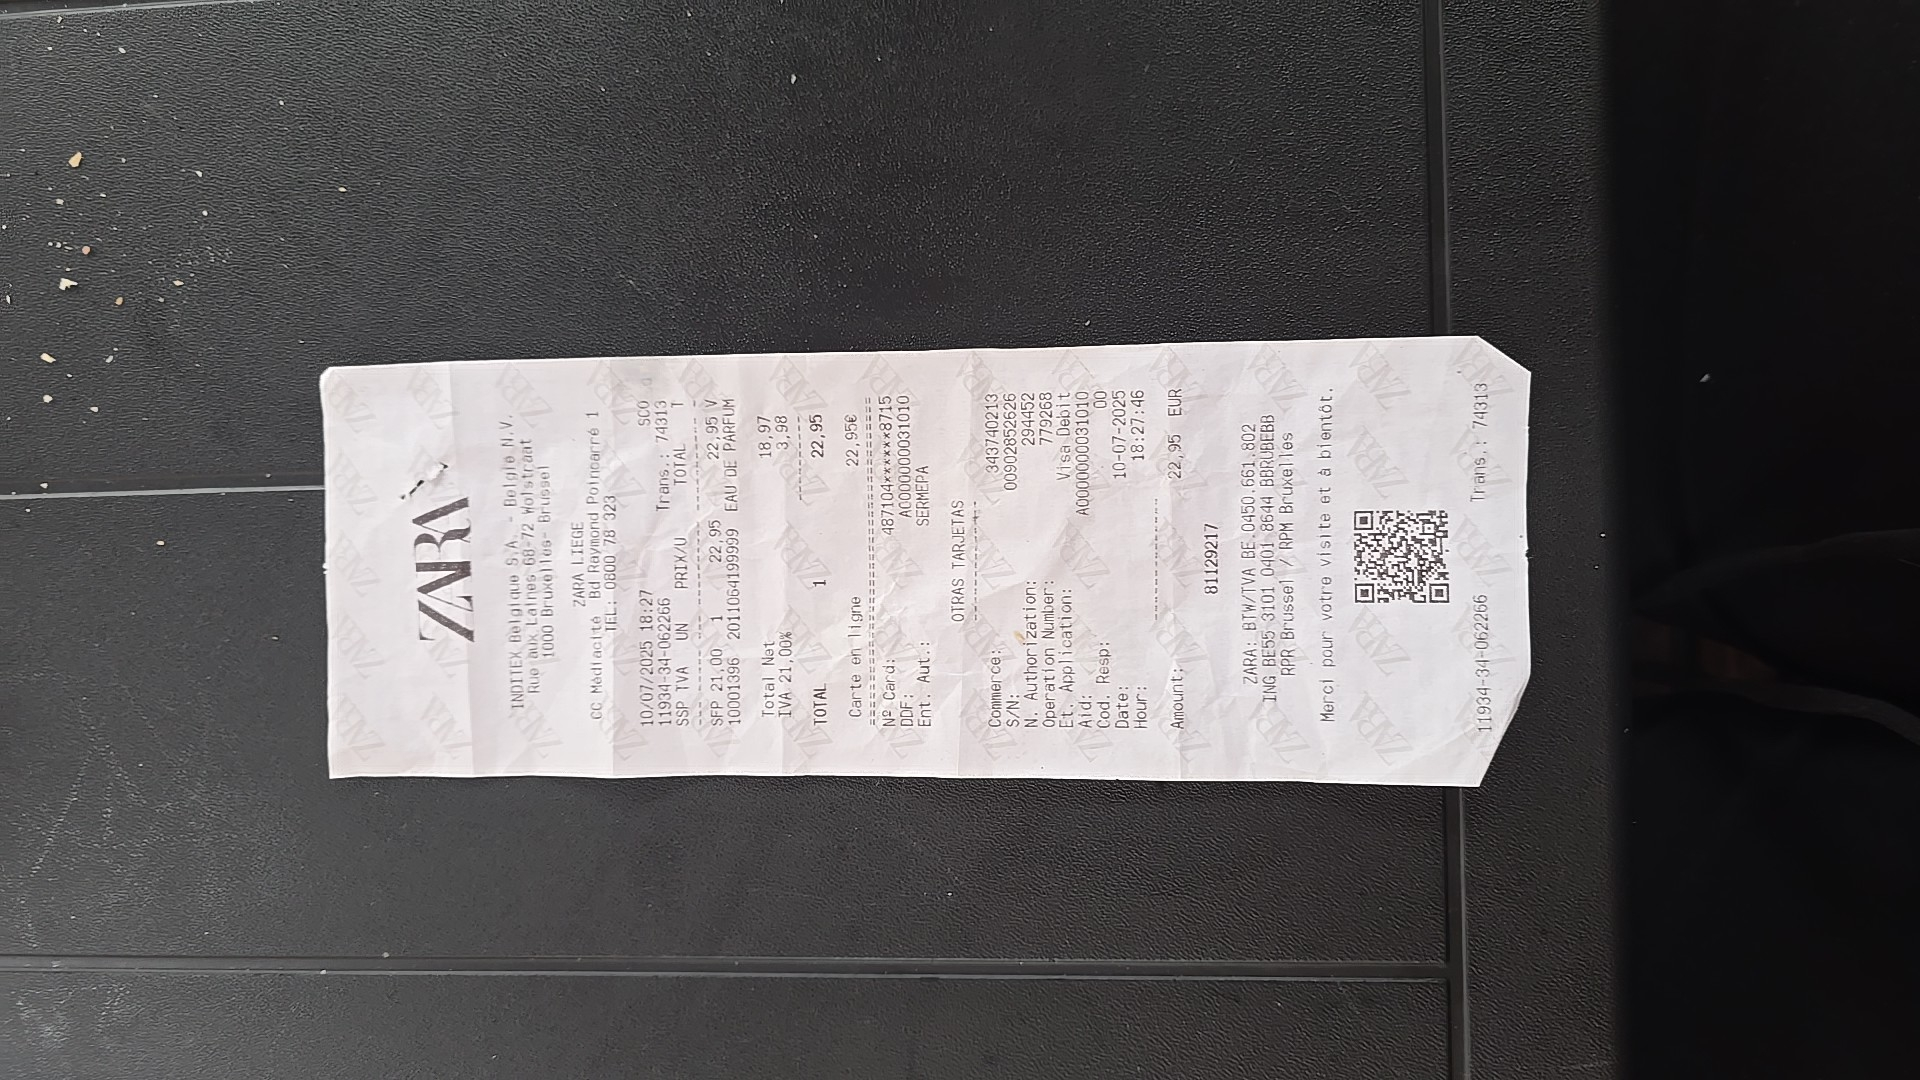 ZARA
INDITEX Belgique S.A. - België N.V.
Rue aux Laines 68-72 Wolstraat
1000 Bruxelles- Brussel
ZARA LIEGE
CC Médiacité Bd Raymond Poincarré 1
TEL: 0800 78 323
10/07/2025 18:27 SCO
11934-34-062266 Trans.: 74313
SSP TVA UN PRIX/U TOTAL T
SFP 21,00 1 22,95 22,95 V
10001396 2011064199999 EAU DE PARFUM
Total Net 18,97
IVA 21,00% 3,98
TOTAL 1 22,95
Carte en ligne 22,95€
Nº Card: 487104******8715
DDF: A0000000031010
Ent. Aut.: SERMEPA
OTRAS TARJETAS
Commerce: 343740213
S/N: 00902852626
N. Authorization: 294452
Operation Number: 779268
Et. Application: Visa Debit
Aid: A0000000031010
Cod. Resp: 00
Date: 10-07-2025
Hour: 18:27:46
Amount: 22,95 EUR
81129217
ZARA: BTW/TVA BE.0450.661.802
ING BE55 3101 0401 8644 BBRUBEBB
RPR Brussel / RPM Bruxelles
Merci pour votre visite et à bientôt.
11934-34-062266 Trans.: 74313